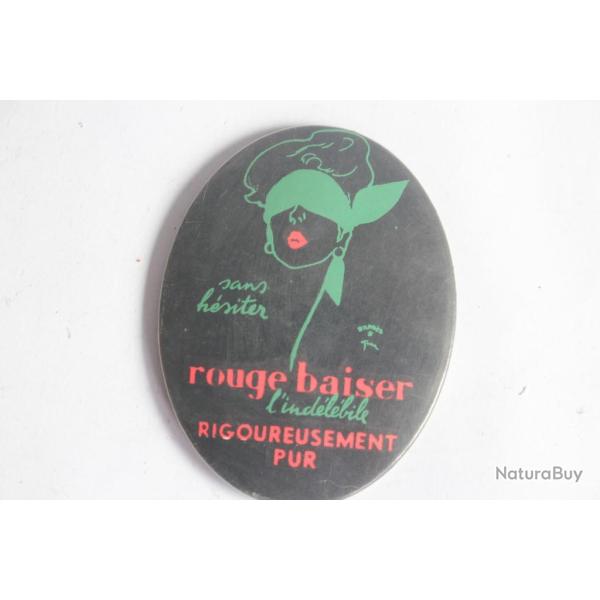 sans
hésiter
rouge baiser
l'indélébile
RIGOUREUSEMENT
PUR
NaturaBuy